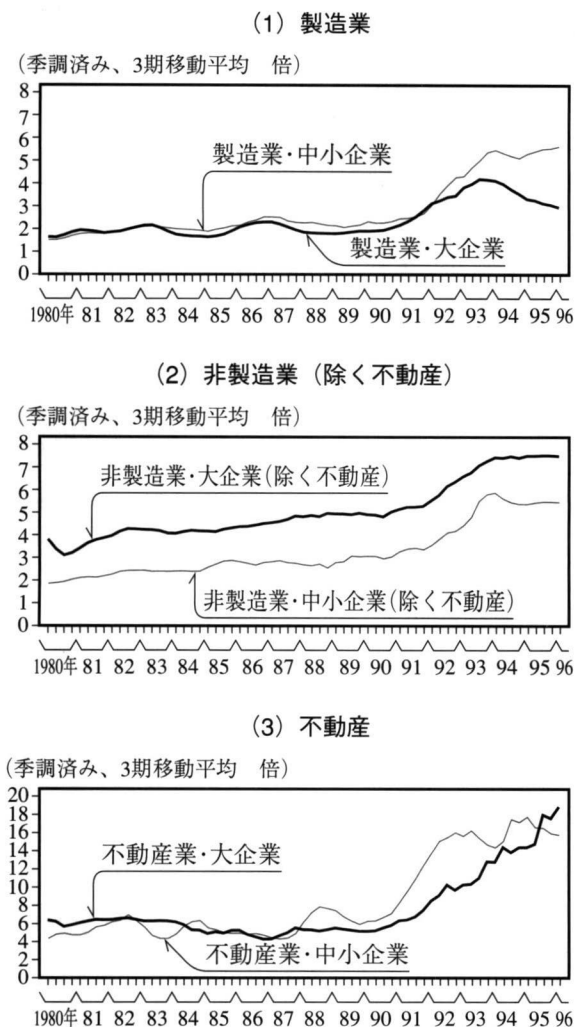 (1) 製造業
(季調済み、3期移動平均 倍)
8
7
6
5
4
3
2
1
0
製造業・中小企業
製造業・大企業
1980年 81 82 83 84 85 86 87 88 89 90 91 92 93 94 95 96
(2) 非製造業(除く不動産)
(季調済み、3期移動平均 倍)
8
7
6
5
4
3
2
1
0
非製造業・大企業(除く不動産)
非製造業・中小企業(除く不動産)
1980年 81 82 83 84 85 86 87 88 89 90 91 92 93 94 95 96
(3) 不動産
(季調済み、3期移動平均 倍)
20
18
16
14
12
10
8
6
4
2
0
不動産業・大企業
不動産業・中小企業
1980年 81 82 83 84 85 86 87 88 89 90 91 92 93 94 95 96